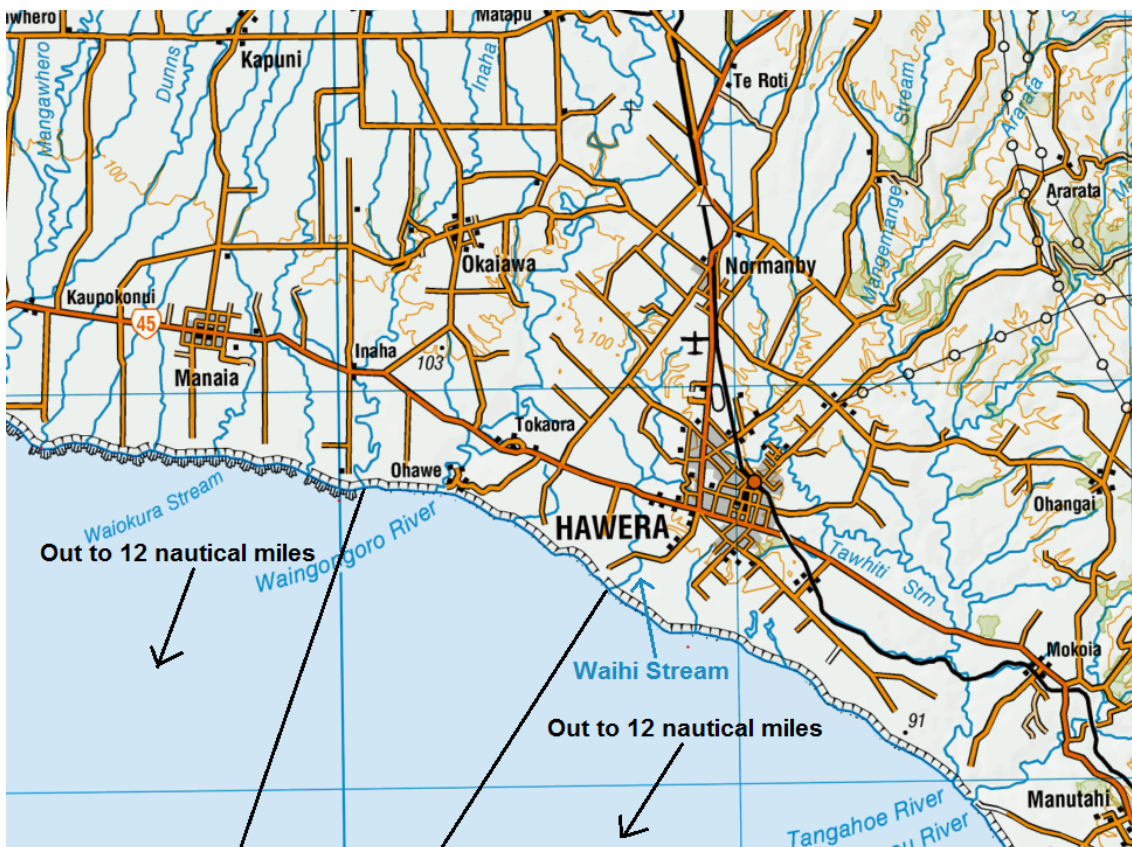 whero
Matapu
Kapuni
Te Roti
Mangawhero
Dunns
Inaha
Stream
Ararata
200
100
Ararata
Mangemange
Okaiawa
Normanby
Kaupokonui
45
Manaia
Inaha
103
100
Tokaora
Ohawe
Ohangai
HAWERA
Waiokura Stream
Waingongoro River
Out to 12 nautical miles
Tawhiti Stm
Mokoia
Waihi Stream
91
Out to 12 nautical miles
Manutahi
Tangahoe River
ou River